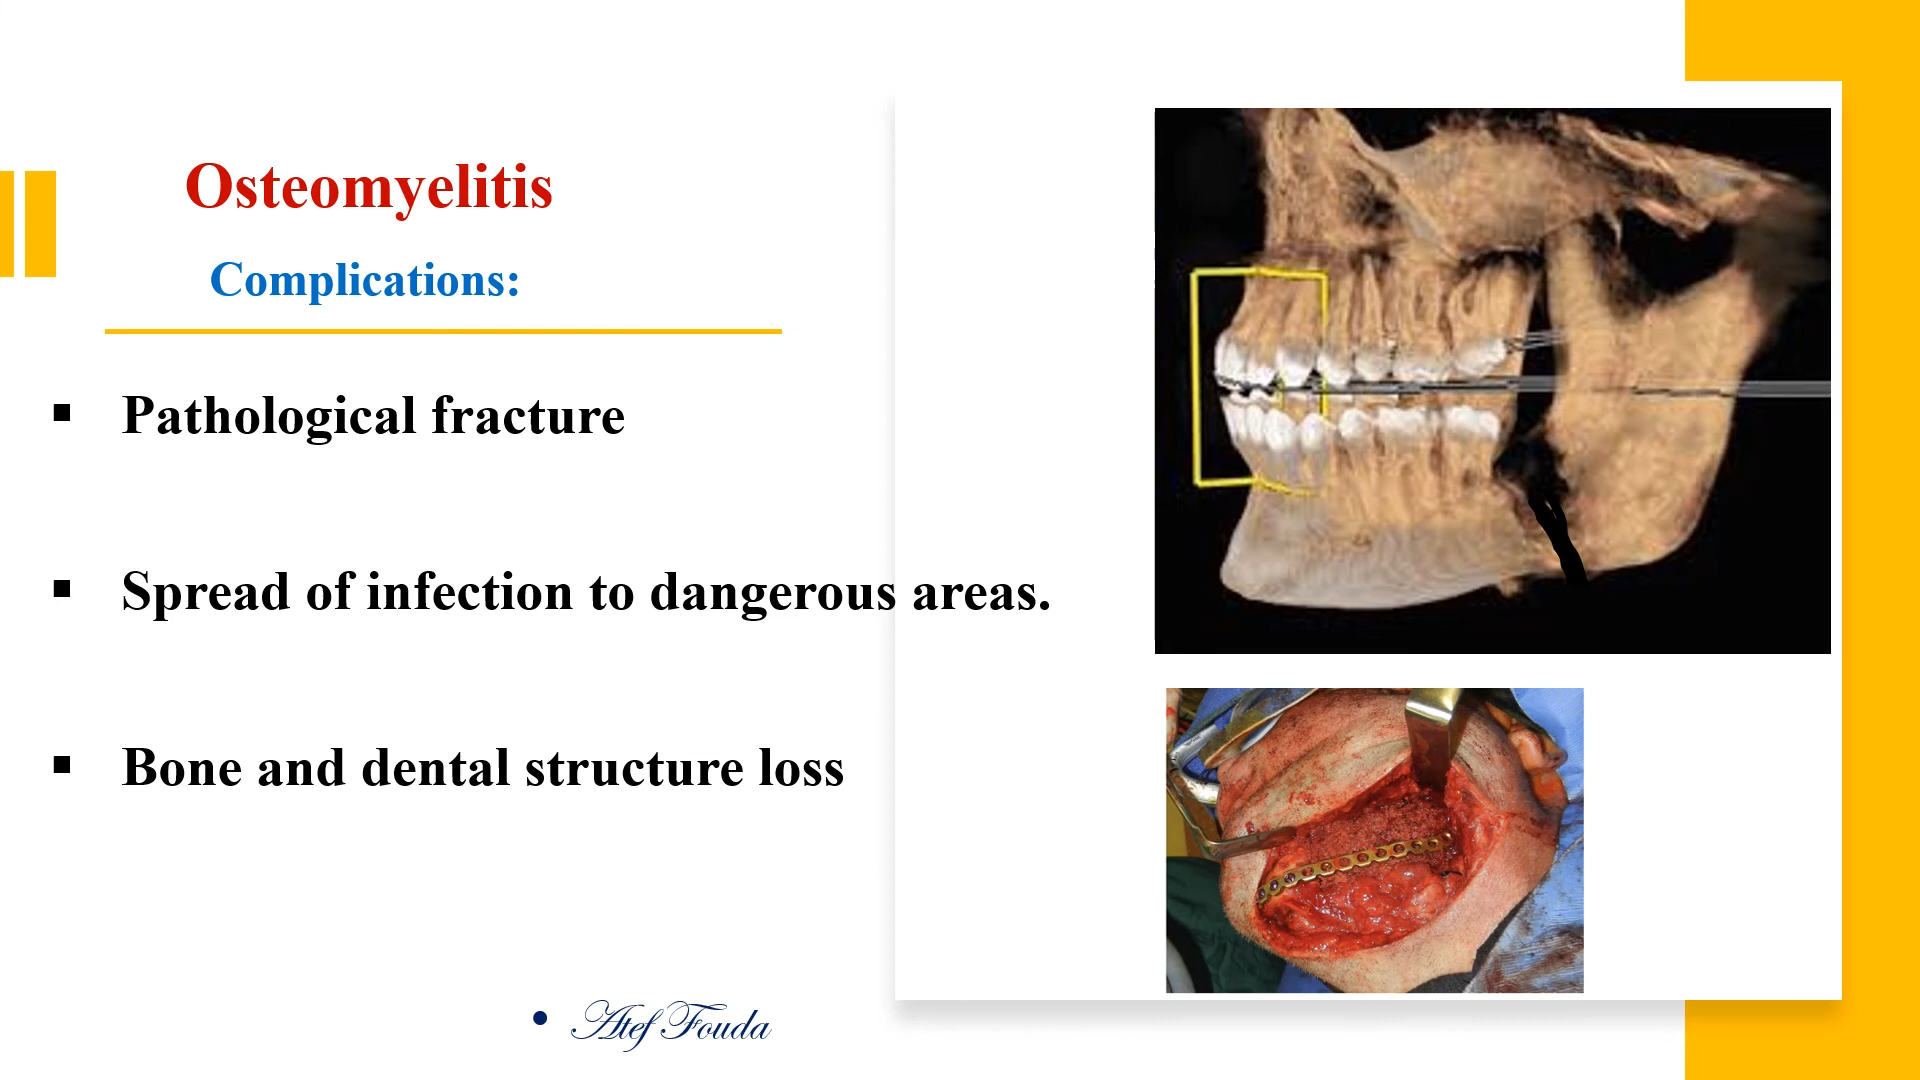 Osteomyelitis
Complications:
▪ Pathological fracture
▪ Spread of infection to dangerous areas.
▪ Bone and dental structure loss
• Atef Fouda